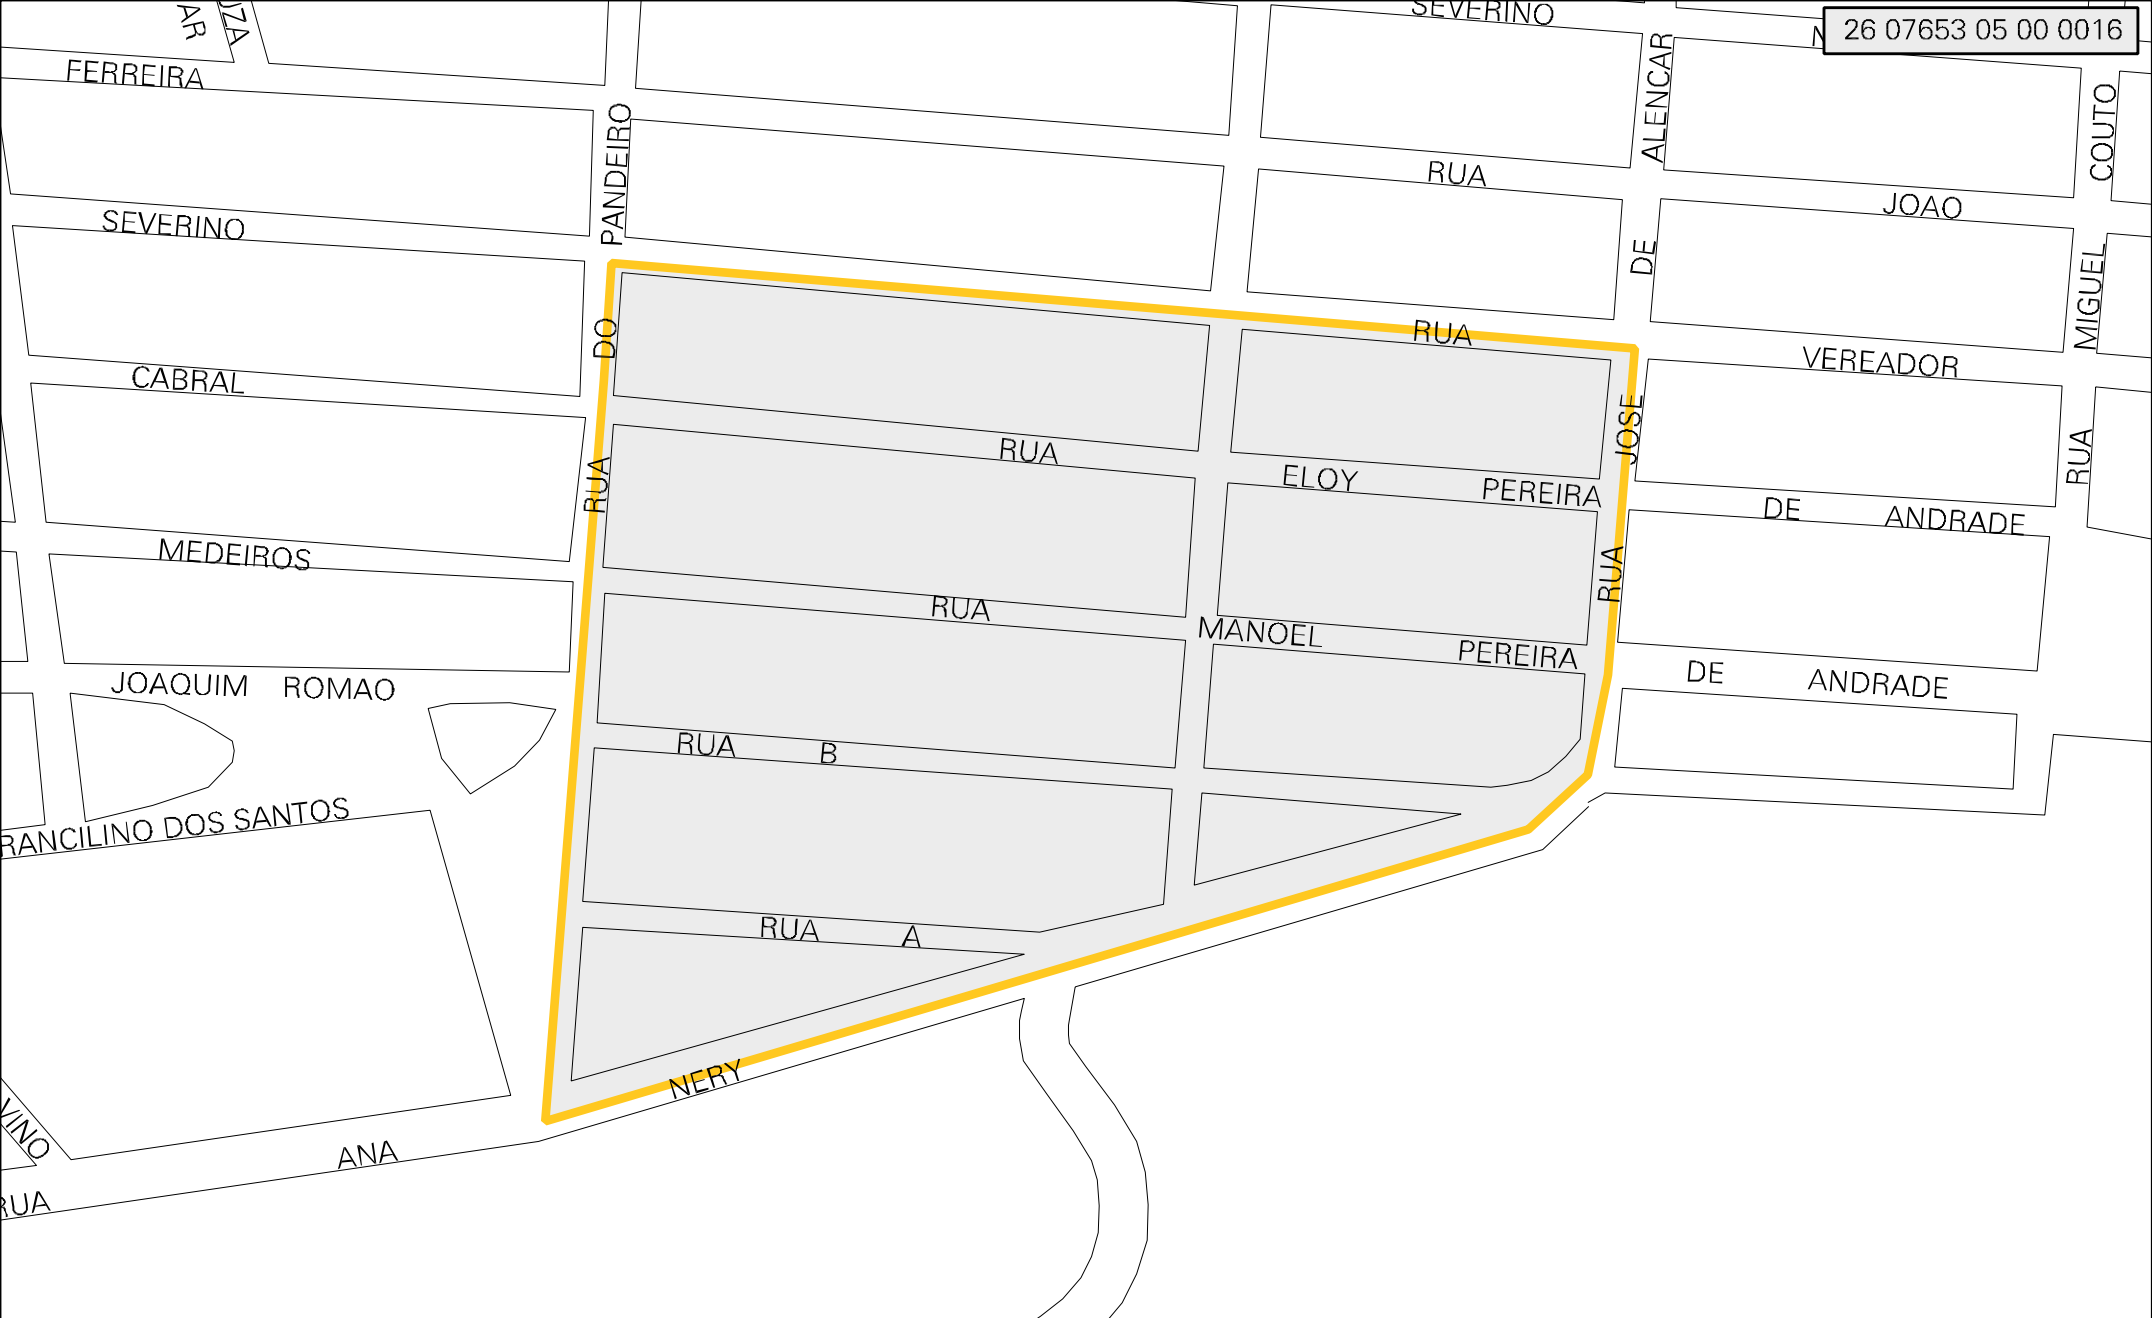 SEVERINO
26 07653 05 00 0016
FERREIRA
RUA JOAO
SEVERINO
RUA VEREADOR
CABRAL
RUA ELOY PEREIRA DE ANDRADE
MEDEIROS
RUA MANOEL PEREIRA DE ANDRADE
JOAQUIM ROMAO
RUA B
DOS SANTOS
RUA A
RUA ANA NERY
RUA DO PANDEIRO
RUA JOSE DE ALENCAR
RUA MIGUEL COUTO